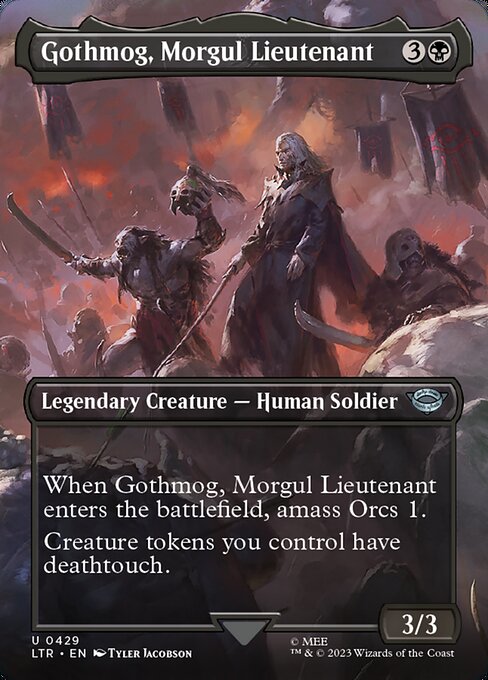 Gothmog, Morgul Lieutenant 3
Legendary Creature — Human Soldier
When Gothmog, Morgul Lieutenant
enters the battlefield, amass Orcs 1.
Creature tokens you control have
deathtouch.
3/3
U 0429
LTR • EN Tyler Jacobson
© MEE
™ & © 2023 Wizards of the Coast